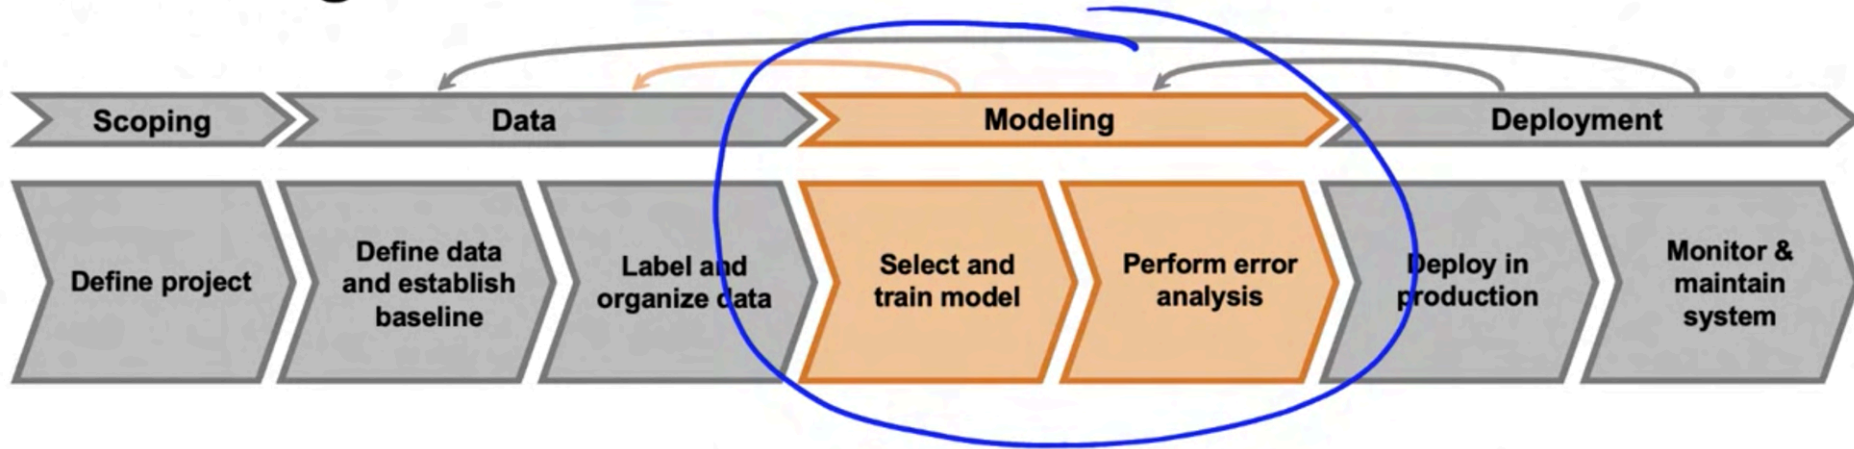 Scoping
Data
Modeling
Deployment
Define project
Define data
and establish
baseline
Label and
organize data
Select and
train model
Perform error
analysis
Deploy in
production
Monitor &
maintain
system